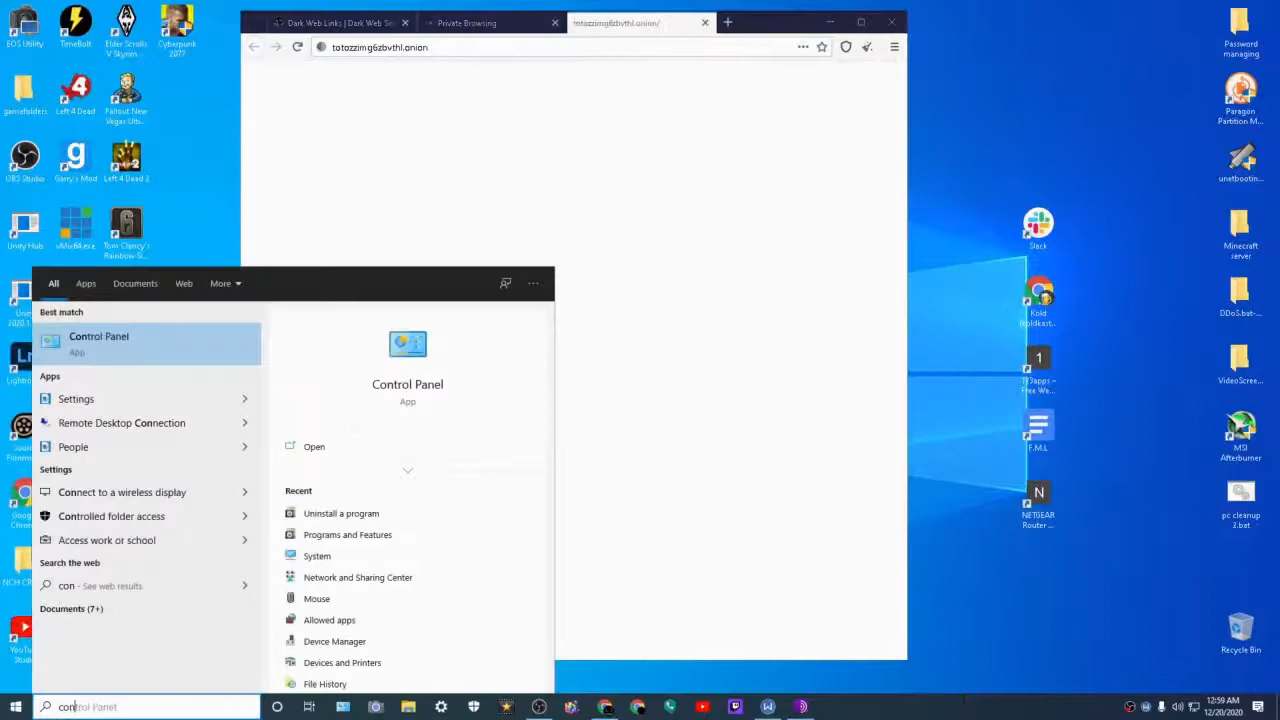 EOS Utility
TimeBolt
Elder Scrolls
V Skyrim...
Cyberpunk
2077
gamefolders
Left 4 Dead
Fallout New
Vegas Ulti...
OBS Studio
Garry's Mod
Left 4 Dead 2
Unity Hub
vMix64.exe
Tom Clancy's
Rainbow Si...
Dark Web Links | Dark Web Se
Private Browsing
Slack
Kold
1
N
NETGEAR
Router ...
F.M.L
Password
managing
Paragon
Partition M...
unetbootin...
Minecraft
server
DDoS.bat-...
VideoScree...
MSI
Afterburner
pc cleanup
2.bat
Recycle Bin
All
Apps
Documents
Web
More
Best match
Control Panel
App
Apps
Settings
Remote Desktop Connection
People
Settings
Connect to a wireless display
Controlled folder access
Access work or school
Search the web
con - See web results
Documents (7+)
Control Panel
App
Open
Recent
Uninstall a program
Programs and Features
System
Network and Sharing Center
Mouse
Allowed apps
Device Manager
Devices and Printers
File History
control Panel
12:59 AM
12/20/2020